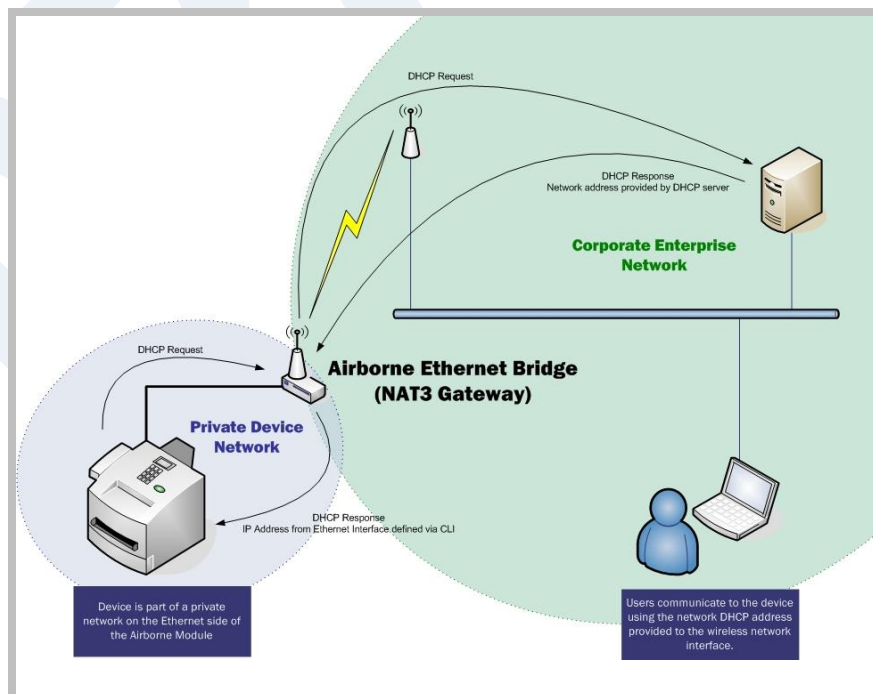 DHCP Request
DHCP Response
Network address provided by DHCP server
Corporate Enterprise
Network
Airborne Ethernet Bridge
(NAT3 Gateway)
DHCP Request
Private Device
Network
DHCP Response
IP Address from Ethernet Interface defined via CLI
Device is part of a private
network on the Ethernet side of
the Airborne Module
Users communicate to the device
using the network DHCP address
provided to the wireless network
interface.